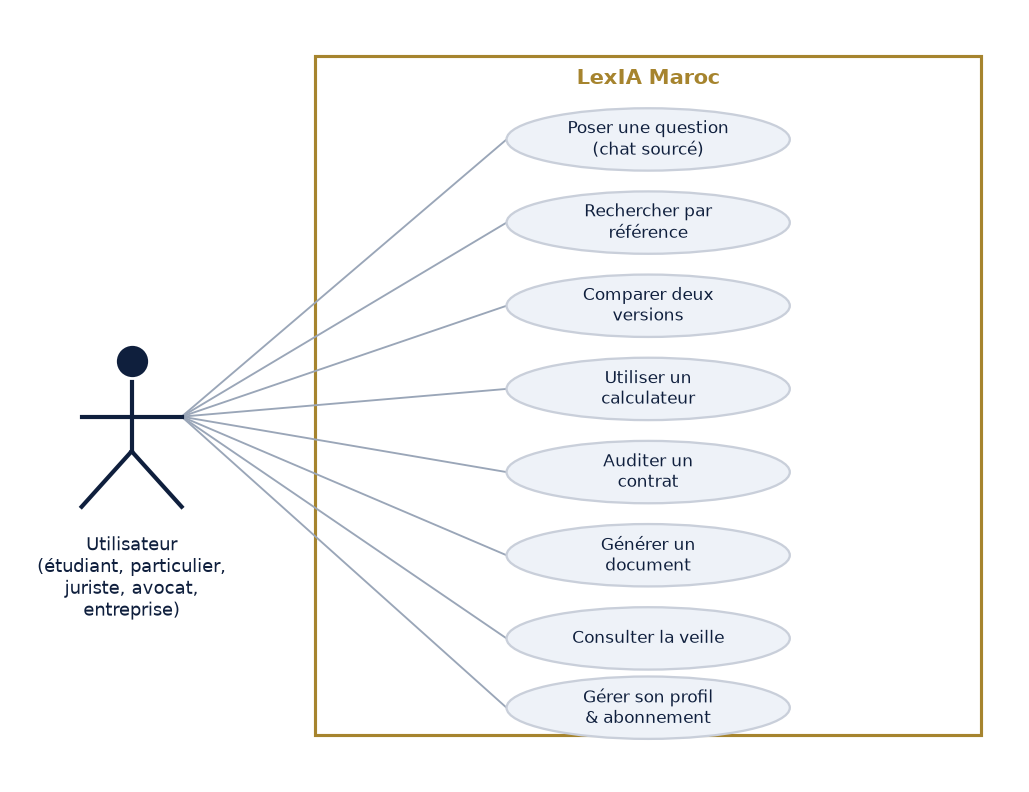 LexIA Maroc
Poser une question
(chat sourcé)
Rechercher par
référence
Comparer deux
versions
Utiliser un
calculateur
Auditer un
contrat
Générer un
document
Consulter la veille
Gérer son profil
& abonnement
Utilisateur
(étudiant, particulier,
juriste, avocat,
entreprise)